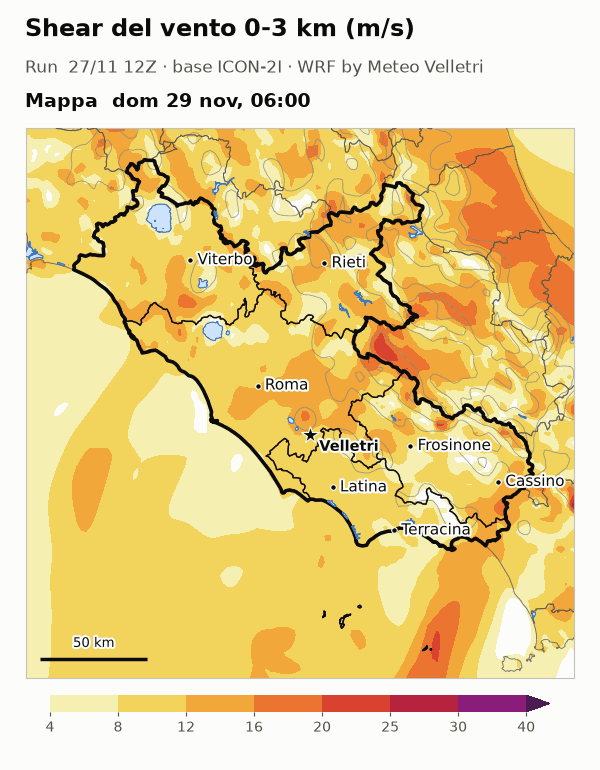 Shear del vento 0-3 km (m/s)
Run  27/11 12Z · base ICON-2I · WRF by Meteo Velletri
Mappa  dom 29 nov, 06:00
Viterbo
Rieti
Roma
Velletri
Frosinone
Cassino
Latina
Terracina
50 km
4 8 12 16 20 25 30 40